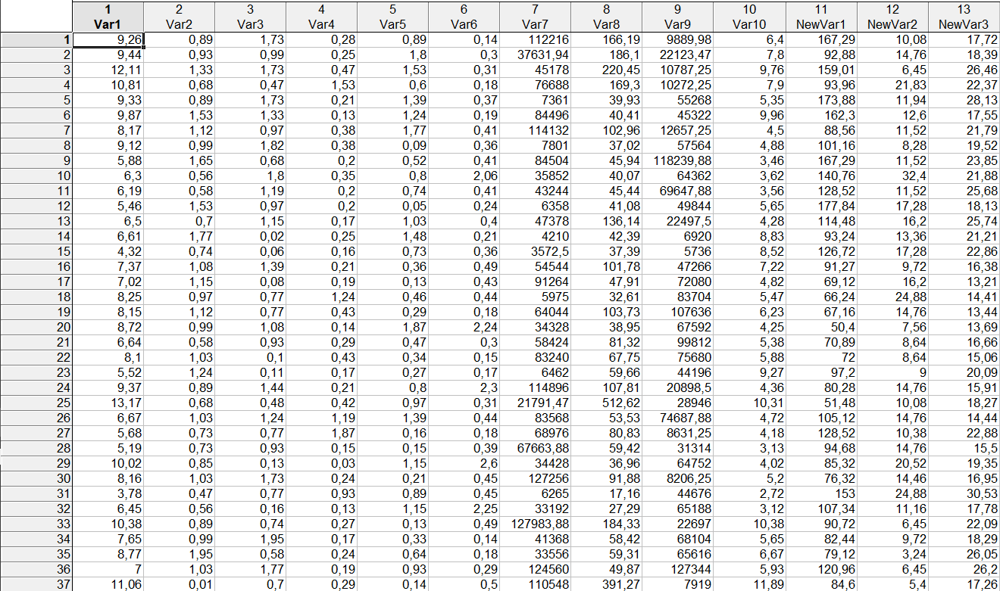 1 2 3 4 5 6 7 8 9 10 11 12 13
Var1 Var2 Var3 Var4 Var5 Var6 Var7 Var8 Var9 Var10 NewVar1 NewVar2 NewVar3
1 9,26 0,89 1,73 0,28 0,89 0,14 112216 166,19 9889,98 6,4 167,29 10,08 17,72
2 9,44 0,93 0,99 0,25 1,8 0,3 37631,94 186,1 22123,47 7,8 92,88 14,76 18,39
3 12,11 1,33 1,73 0,47 1,53 0,31 45178 220,45 10787,25 9,76 159,01 6,45 26,46
4 10,81 0,68 0,47 1,53 0,6 0,18 76688 169,3 10272,25 7,9 93,96 21,83 22,37
5 9,33 0,89 1,73 0,21 1,39 0,37 7361 39,93 55268 5,35 173,88 11,94 28,13
6 9,87 1,53 1,33 0,13 1,24 0,19 84496 40,41 45322 9,96 162,3 12,6 17,55
7 8,17 1,12 0,97 0,38 1,77 0,41 114132 102,96 12657,25 4,5 88,56 11,52 21,79
8 9,12 0,99 1,82 0,38 0,09 0,36 7801 37,02 57564 4,88 101,16 8,28 19,52
9 5,88 1,65 0,68 0,2 0,52 0,41 84504 45,94 118239,88 3,46 167,29 11,52 23,85
10 6,3 0,56 1,8 0,35 0,8 2,06 35852 40,07 64362 3,62 140,76 32,4 21,88
11 6,19 0,58 1,19 0,2 0,74 0,41 43244 45,44 69647,88 3,56 128,52 11,52 25,68
12 5,46 1,53 0,97 0,2 0,05 0,24 6358 41,08 49844 5,65 177,84 17,28 18,13
13 6,5 0,7 1,15 0,17 1,03 0,4 47378 136,14 22497,5 4,28 114,48 16,2 25,74
14 6,61 1,77 0,02 0,25 1,48 0,21 4210 42,39 6920 8,83 93,24 13,36 21,21
15 4,32 0,74 0,06 0,16 0,73 0,36 3572,5 37,39 5736 8,52 126,72 17,28 22,86
16 7,37 1,08 1,39 0,21 0,36 0,49 54544 101,78 47266 7,22 91,27 9,72 16,38
17 7,02 1,15 0,08 0,19 0,13 0,43 91264 47,91 72080 4,82 69,12 16,2 13,21
18 8,25 0,97 0,77 1,24 0,46 0,44 5975 32,61 83704 5,47 66,24 24,88 14,41
19 8,15 1,12 0,77 0,43 0,29 0,18 64044 103,73 107636 6,23 67,16 14,76 13,44
20 8,72 0,99 1,08 0,14 1,87 2,24 34328 38,95 67592 4,25 50,4 7,56 13,69
21 6,64 0,58 0,93 0,29 0,47 0,3 58424 81,32 99812 5,38 70,89 8,64 16,66
22 8,1 1,03 0,1 0,43 0,34 0,15 83240 67,75 75680 5,88 72 8,64 15,06
23 5,52 1,24 0,11 0,17 0,27 0,17 6462 59,66 44196 9,27 97,2 9 20,09
24 9,37 0,89 1,44 0,21 0,8 2,3 114896 107,81 20898,5 4,36 80,28 14,76 15,91
25 13,17 0,68 0,48 0,42 0,97 0,31 21791,47 512,62 28946 10,31 51,48 10,08 18,27
26 6,67 1,03 1,24 1,19 1,39 0,44 83568 53,53 74687,88 4,72 105,12 14,76 14,44
27 5,68 0,73 0,77 1,87 0,16 0,18 68976 80,83 8631,25 4,18 128,52 10,38 22,88
28 5,19 0,73 0,93 0,15 0,15 0,39 67663,88 59,42 31314 3,13 94,68 14,76 15,5
29 10,02 0,85 0,13 0,03 1,15 2,6 34428 36,96 64752 4,02 85,32 20,52 19,35
30 8,16 1,03 1,73 0,24 0,21 0,45 127256 91,88 8206,25 5,2 76,32 14,46 16,95
31 3,78 0,47 0,77 0,93 0,89 0,45 6265 17,16 44676 2,72 153 24,88 30,53
32 6,45 0,56 0,16 0,13 1,15 2,25 33192 27,29 65188 3,12 107,34 11,16 17,78
33 10,38 0,89 0,74 0,27 0,13 0,49 127983,88 184,33 22697 10,38 90,72 6,45 22,09
34 7,65 0,99 1,95 0,17 0,33 0,14 41368 58,42 68104 5,65 82,44 9,72 18,29
35 8,77 1,95 0,58 0,24 0,64 0,18 33556 59,31 65616 6,67 79,12 3,24 26,05
36 7 1,03 1,77 0,19 0,93 0,29 124560 49,87 127344 5,93 120,96 6,45 26,2
37 11,06 0,01 0,7 0,29 0,14 0,5 110548 391,27 7919 11,89 84,6 5,4 17,26